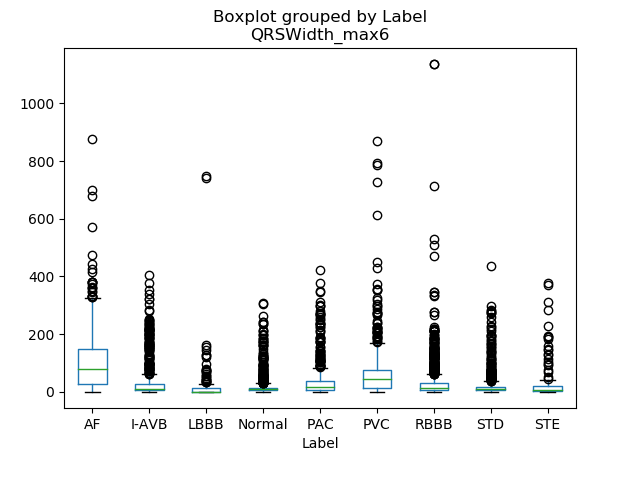 Boxplot grouped by Label
QRSWidth_max6
1000
800
600
400
200
0
AF I-AVB LBBB Normal PAC PVC RBBB STD STE
Label